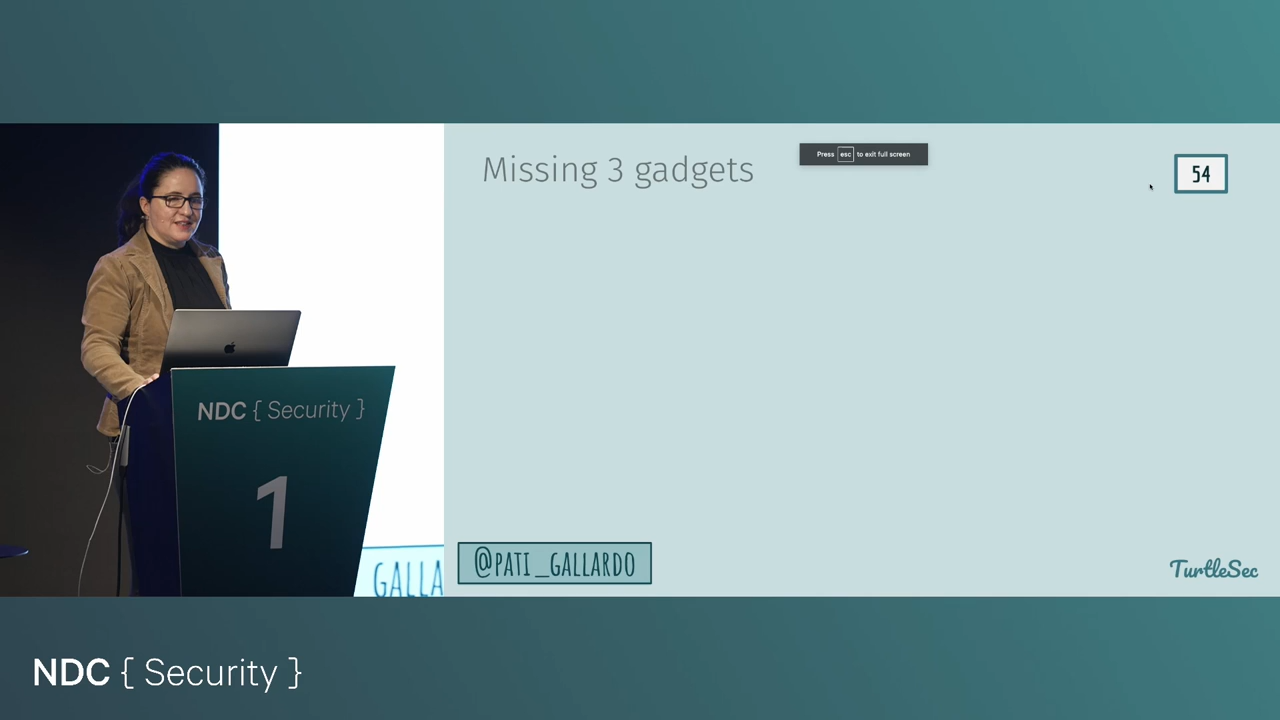 Missing 3 gadgets
Press esc to exit full screen
54
NDC { Security }
1
GALLA
@PATI_GALLARDO
TurtleSec
NDC { Security }